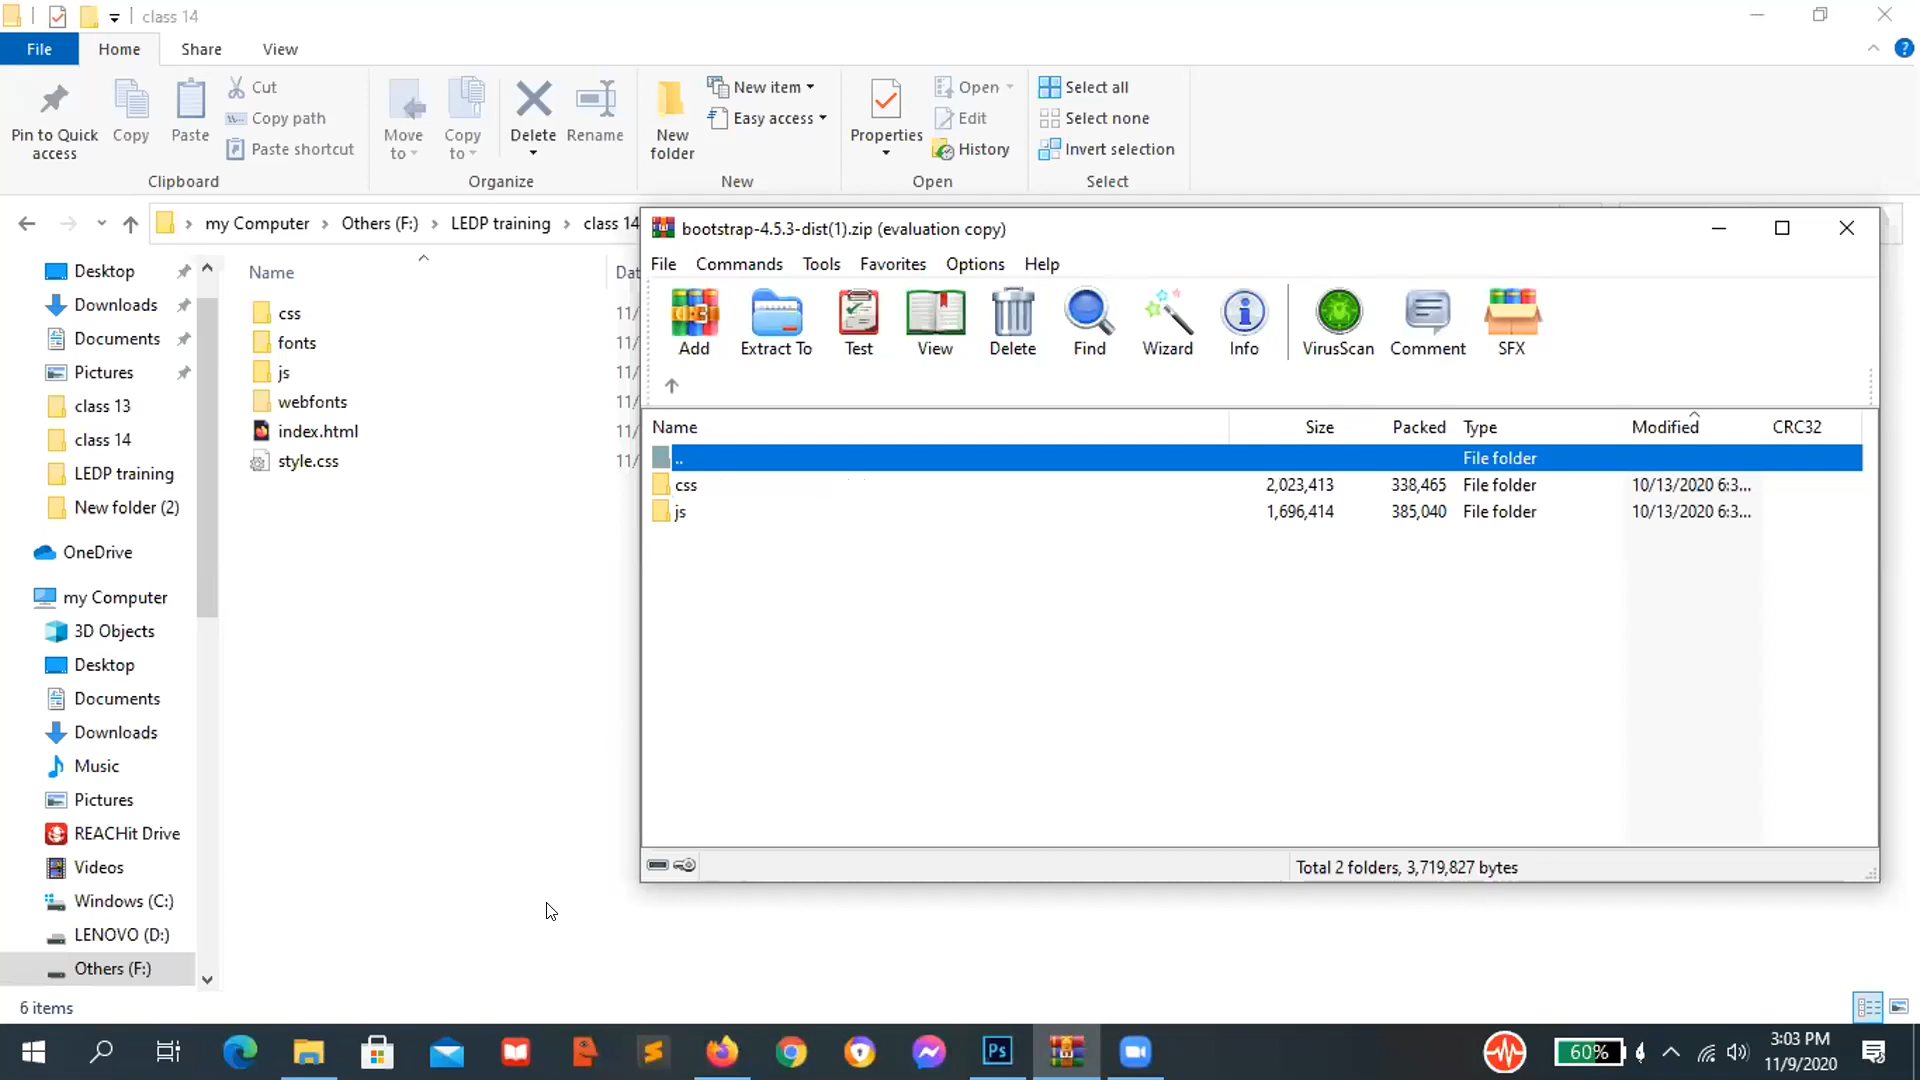 class 14
File Home Share View
Pin to Quick access
Copy
Paste
Cut
Copy path
Paste shortcut
Clipboard
Move to
Copy to
Delete
Rename
Organize
New folder
New item
Easy access
New
Properties
Open
Edit
History
Open
Select all
Select none
Invert selection
Select
my Computer Others (F:) LEDP training class 14
Desktop
Downloads
Documents
Pictures
class 13
class 14
LEDP training
New folder (2)
OneDrive
my Computer
3D Objects
Desktop
Documents
Downloads
Music
Pictures
REACHit Drive
Videos
Windows (C:)
LENOVO (D:)
Others (F:)
Name Dat
css 11/
fonts 11/
js 11/
webfonts 11/
index.html 11/
style.css 11/
bootstrap-4.5.3-dist(1).zip (evaluation copy)
File Commands Tools Favorites Options Help
Add Extract To Test View Delete Find Wizard Info VirusScan Comment SFX
Name Size Packed Type Modified CRC32
.. File folder
css 2,023,413 338,465 File folder 10/13/2020 6:3...
js 1,696,414 385,040 File folder 10/13/2020 6:3...
Total 2 folders, 3,719,827 bytes
6 items
Ps
60%
3:03 PM
11/9/2020